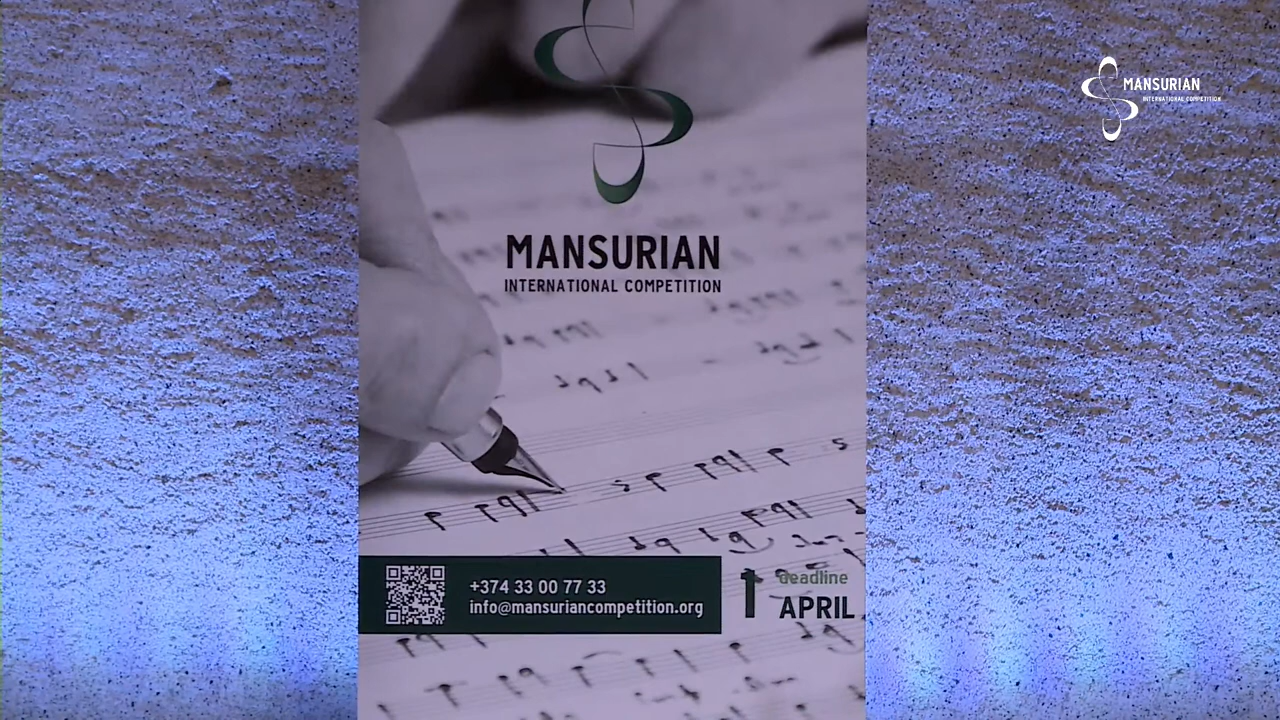 MANSURIAN
INTERNATIONAL COMPETITION
MANSURIAN
INTERNATIONAL COMPETITION
+374 33 00 77 33
info@mansuriancompetition.org
1 deadline
APRIL